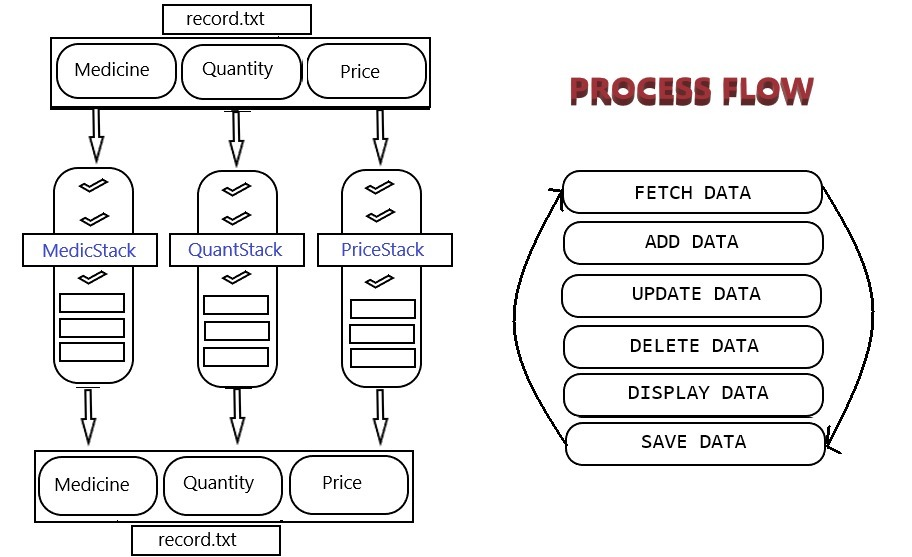 record.txt
Medicine
Quantity
Price
MedicStack
QuantStack
PriceStack
Medicine
Quantity
Price
record.txt
PROCESS FLOW
FETCH DATA
ADD DATA
UPDATE DATA
DELETE DATA
DISPLAY DATA
SAVE DATA